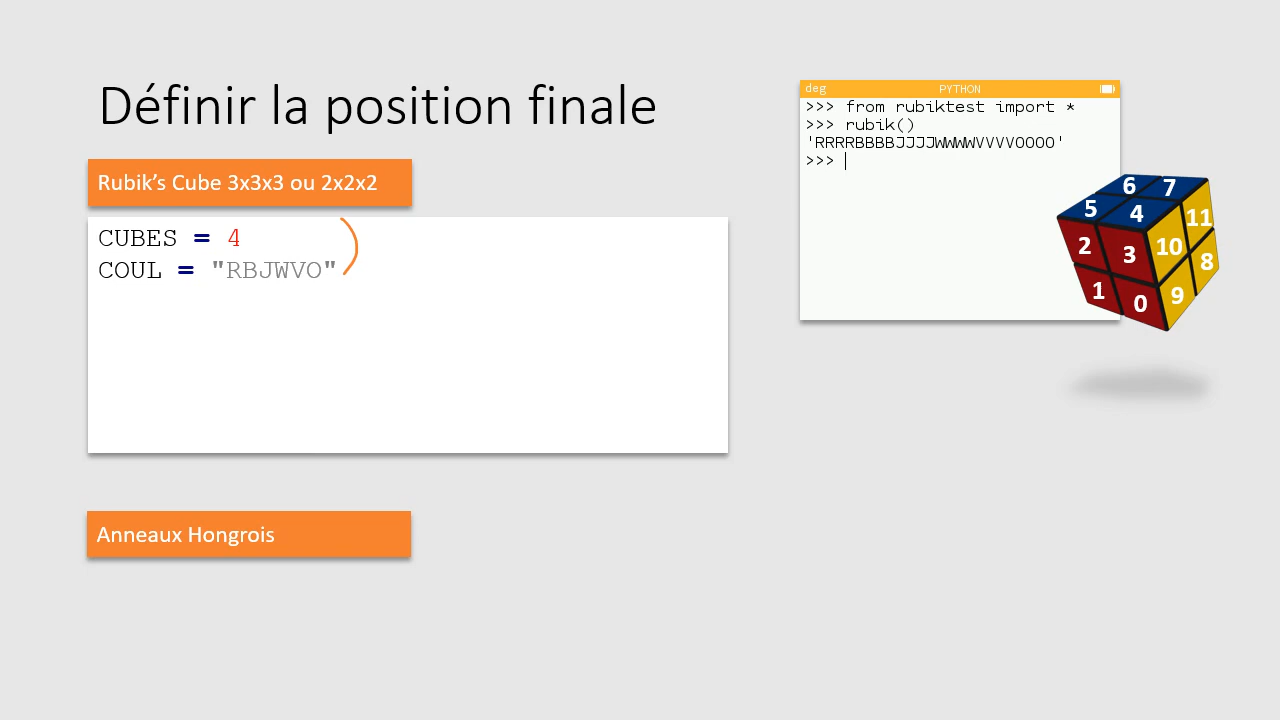 Définir la position finale
Rubik’s Cube 3x3x3 ou 2x2x2
CUBES = 4
COUL = "RBJWVO"
Anneaux Hongrois
deg PYTHON
>>> from rubiktest import *
>>> rubik()
'RRRRBBBBJJJJWWWWVVVVOOOO'
>>>
6 7
5 4
11
2 3 10
8
1 0 9